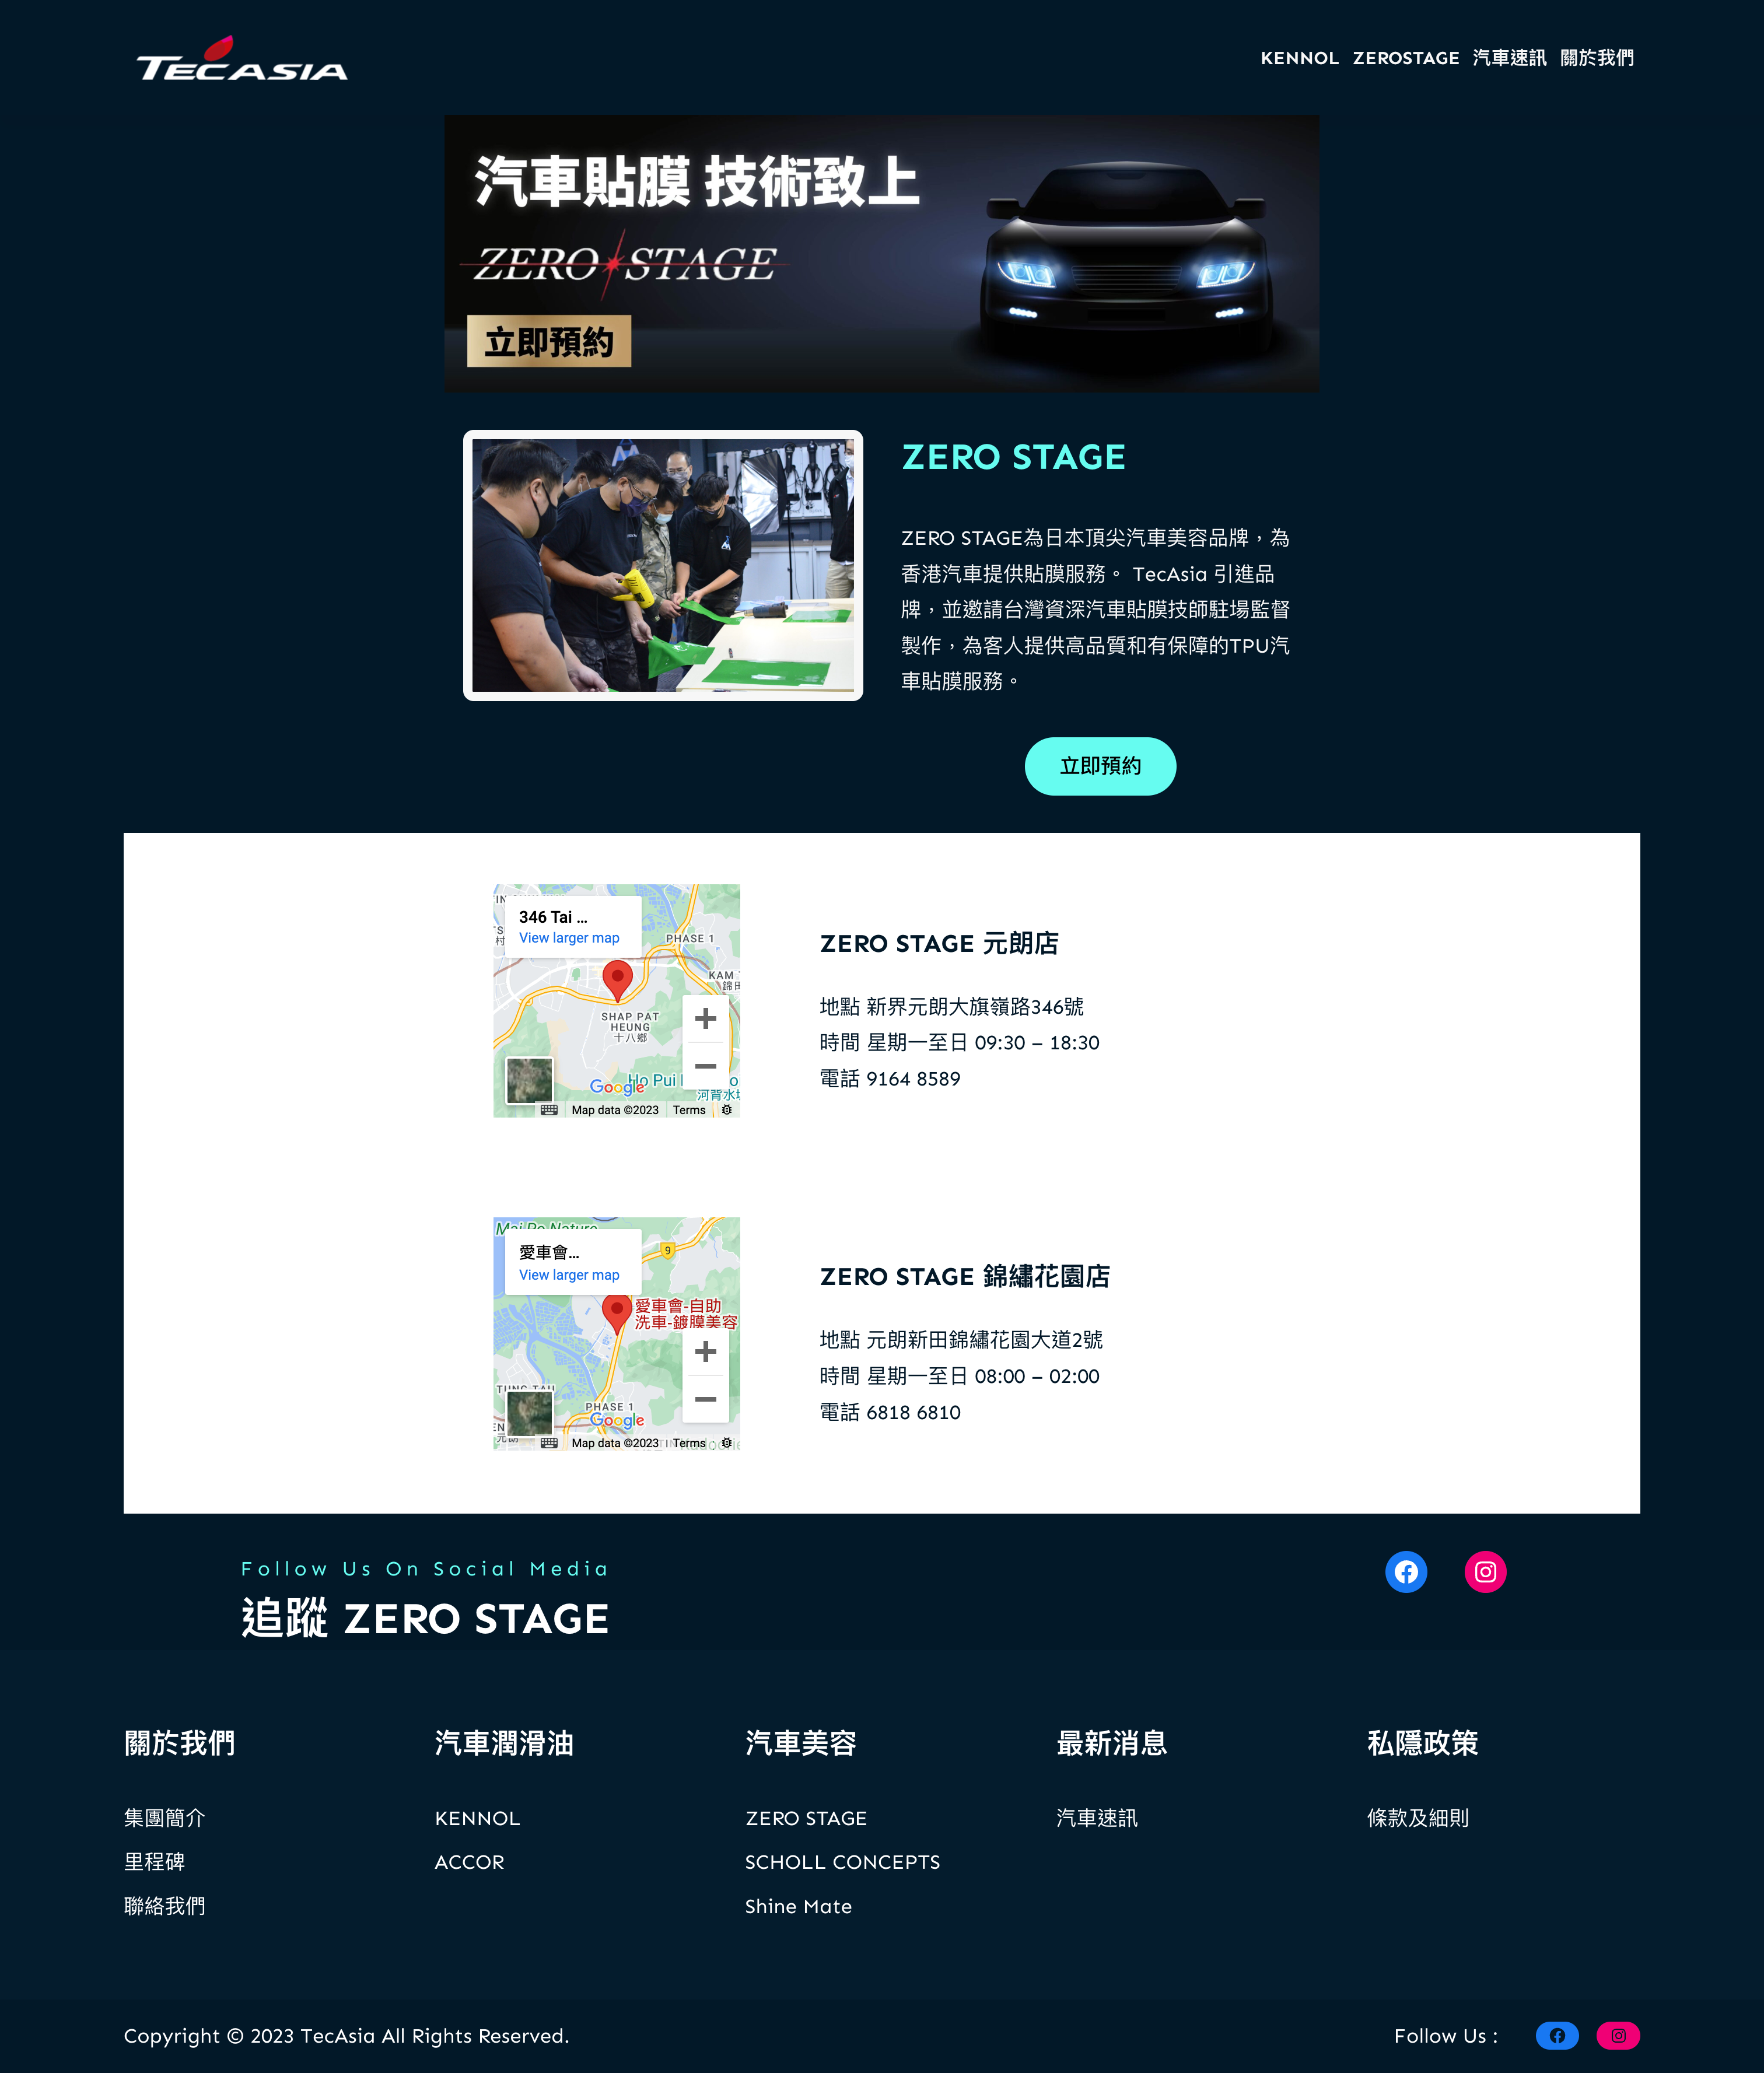 TECASIA
KENNOL ZEROSTAGE 汽車速訊 關於我們
汽車貼膜 技術致上
ZERO STAGE
立即預約
ZERO STAGE
ZERO STAGE為日本頂尖汽車美容品牌，為
香港汽車提供貼膜服務。 TecAsia 引進品
牌，並邀請台灣資深汽車貼膜技師駐場監督
製作，為客人提供高品質和有保障的TPU汽
車貼膜服務。
立即預約
346 Tai ...
View larger map
PHASE 1
SHAP PAT
HEUNG
十八鄉
Ho Pui
河背水
Google
Map data ©2023 Terms
ZERO STAGE 元朗店
地點 新界元朗大旗嶺路346號
時間 星期一至日 09:30 – 18:30
電話 9164 8589
Mai Po Nature
愛車會...
View larger map
9
愛車會-自助
洗車-鍍膜美容
PHASE 1
Google
Map data ©2023 Terms
ZERO STAGE 錦繡花園店
地點 元朗新田錦繡花園大道2號
時間 星期一至日 08:00 – 02:00
電話 6818 6810
Follow Us On Social Media
追蹤 ZERO STAGE
關於我們
集團簡介
里程碑
聯絡我們
汽車潤滑油
KENNOL
ACCOR
汽車美容
ZERO STAGE
SCHOLL CONCEPTS
Shine Mate
最新消息
汽車速訊
私隱政策
條款及細則
Copyright © 2023 TecAsia All Rights Reserved.
Follow Us :